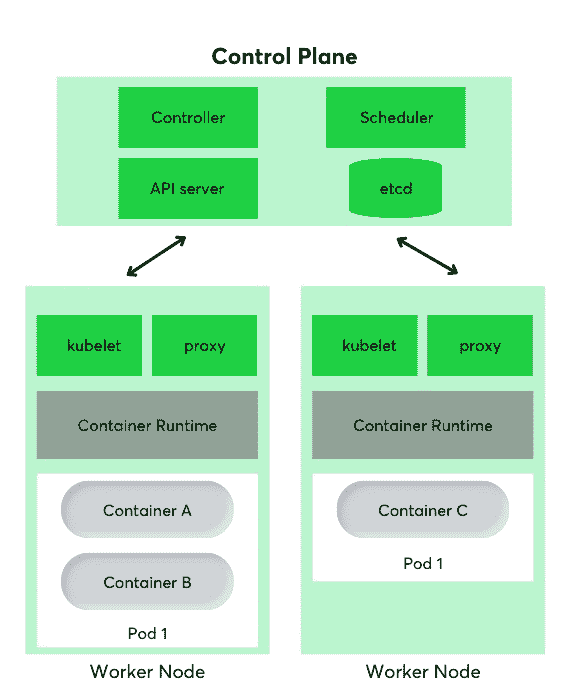 Control Plane
Controller
Scheduler
API server
etcd
kubelet
proxy
Container Runtime
Container A
Container B
Pod 1
Worker Node
kubelet
proxy
Container Runtime
Container C
Pod 1
Worker Node